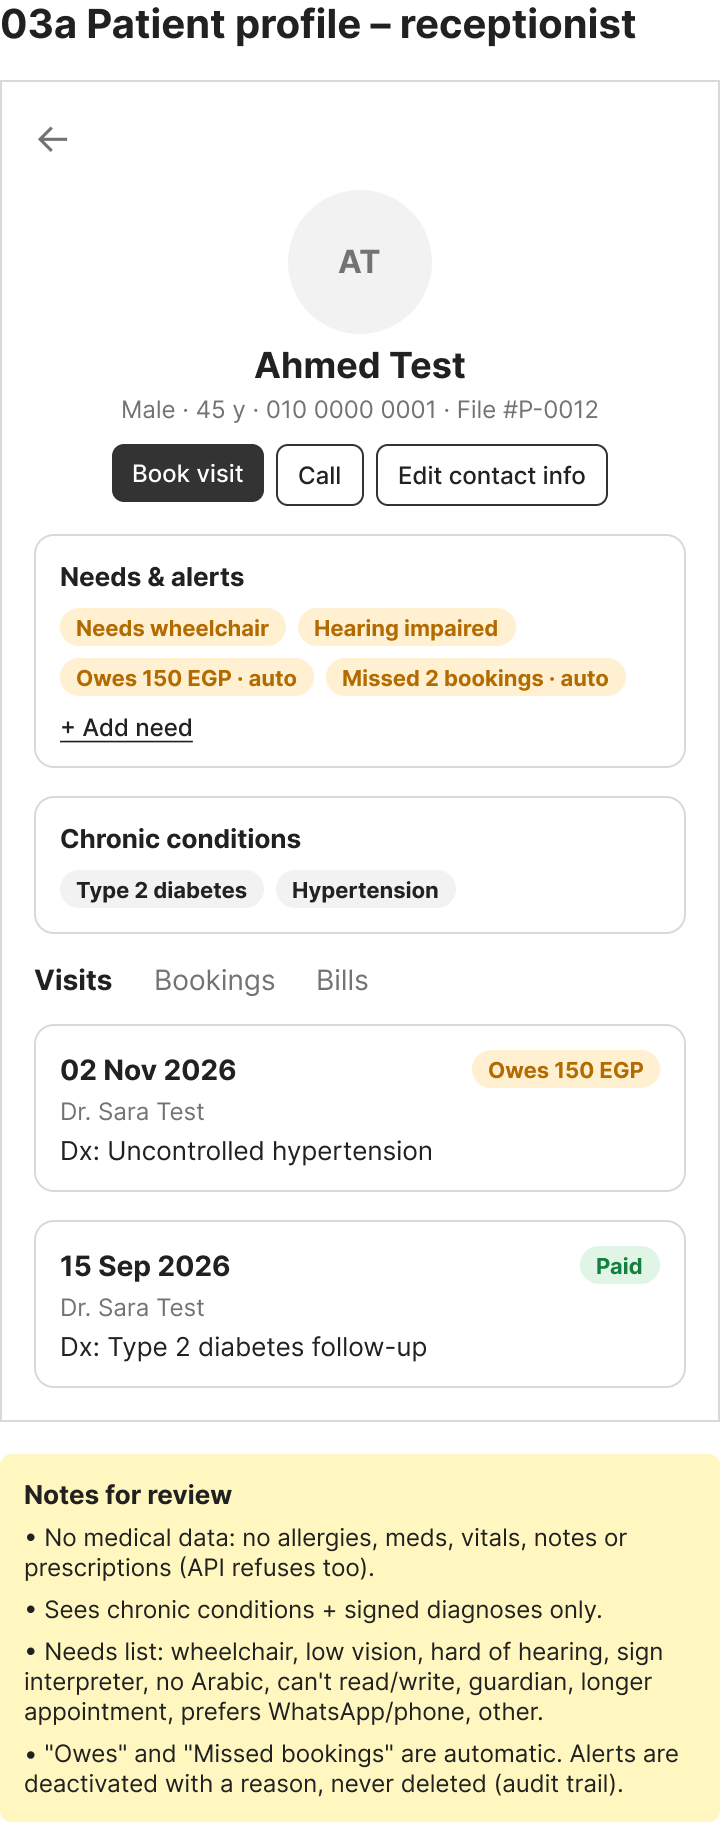 03a Patient profile – receptionist
AT
Ahmed Test
Male · 45 y · 010 0000 0001 · File #P-0012
Book visit
Call
Edit contact info
Needs & alerts
Needs wheelchair
Hearing impaired
Owes 150 EGP · auto
Missed 2 bookings · auto
+ Add need
Chronic conditions
Type 2 diabetes
Hypertension
Visits
Bookings
Bills
02 Nov 2026
Owes 150 EGP
Dr. Sara Test
Dx: Uncontrolled hypertension
15 Sep 2026
Paid
Dr. Sara Test
Dx: Type 2 diabetes follow-up
Notes for review
• No medical data: no allergies, meds, vitals, notes or
prescriptions (API refuses too).
• Sees chronic conditions + signed diagnoses only.
• Needs list: wheelchair, low vision, hard of hearing, sign
interpreter, no Arabic, can't read/write, guardian, longer
appointment, prefers WhatsApp/phone, other.
• "Owes" and "Missed bookings" are automatic. Alerts are
deactivated with a reason, never deleted (audit trail).